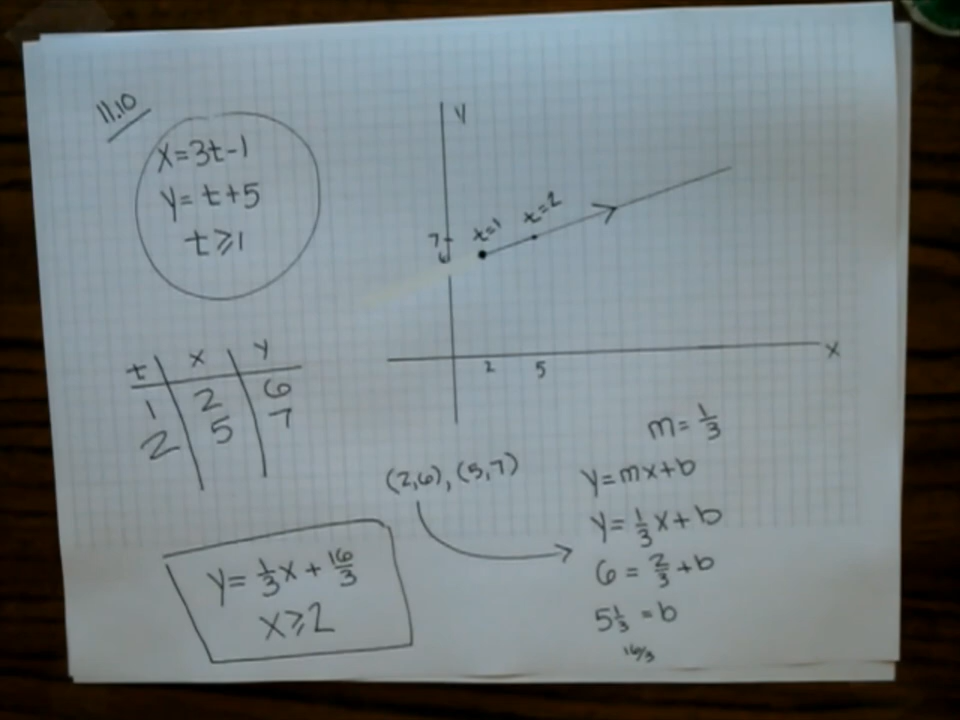 11.10
x=3t-1
y=t+5
t≥1
y
t=1
t=2
7
6
x
2
5
t x y
1 2 6
2 5 7
(2,6), (5,7)
m=1/3
y=mx+b
y=1/3x+b
6=2/3+b
5 1/3=b
16/3
y=1/3x+16/3
x≥2